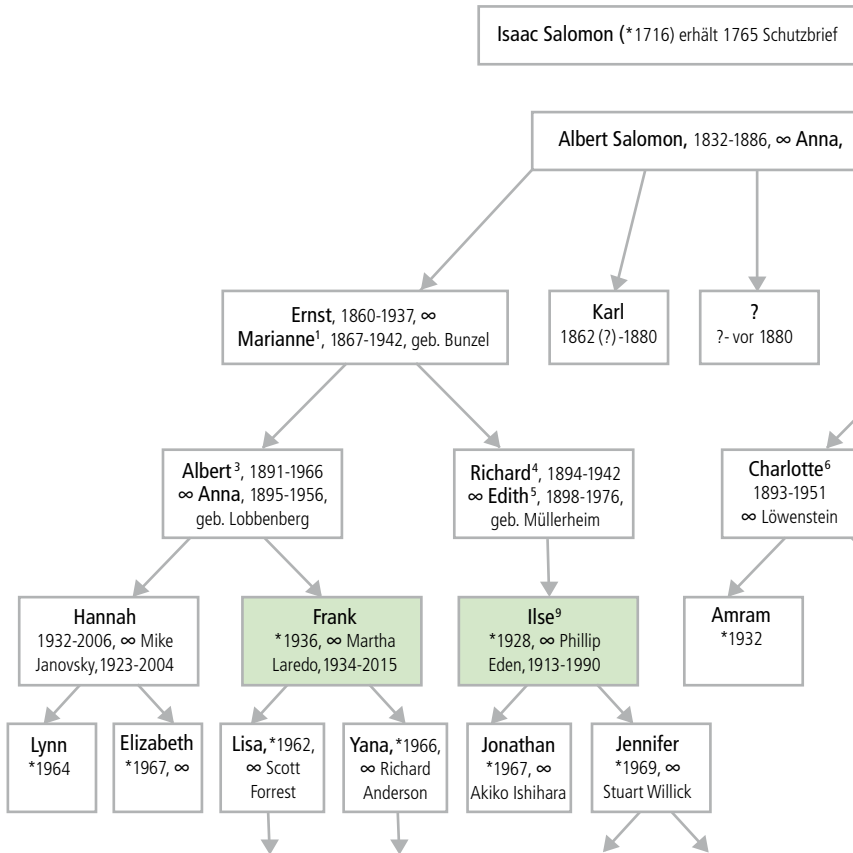 Isaac Salomon (*1716) erhält 1765 Schutzbrief
Albert Salomon, 1832-1886, ∞ Anna,
Ernst, 1860-1937, ∞
Marianne¹, 1867-1942, geb. Bunzel
Karl
1862 (?) -1880
?
?- vor 1880
Albert³, 1891-1966
∞ Anna, 1895-1956,
geb. Lobbenberg
Richard⁴, 1894-1942
∞ Edith⁵, 1898-1976,
geb. Müllerheim
Charlotte⁶
1893-1951
∞ Löwenstein
Hannah
1932-2006, ∞ Mike
Janovsky, 1923-2004
Frank
*1936, ∞ Martha
Laredo, 1934-2015
Ilse⁹
*1928, ∞ Phillip
Eden, 1913-1990
Amram
*1932
Lynn
*1964
Elizabeth
*1967, ∞
Lisa, *1962,
∞ Scott
Forrest
Yana, *1966,
∞ Richard
Anderson
Jonathan
*1967, ∞
Akiko Ishihara
Jennifer
*1969, ∞
Stuart Willick